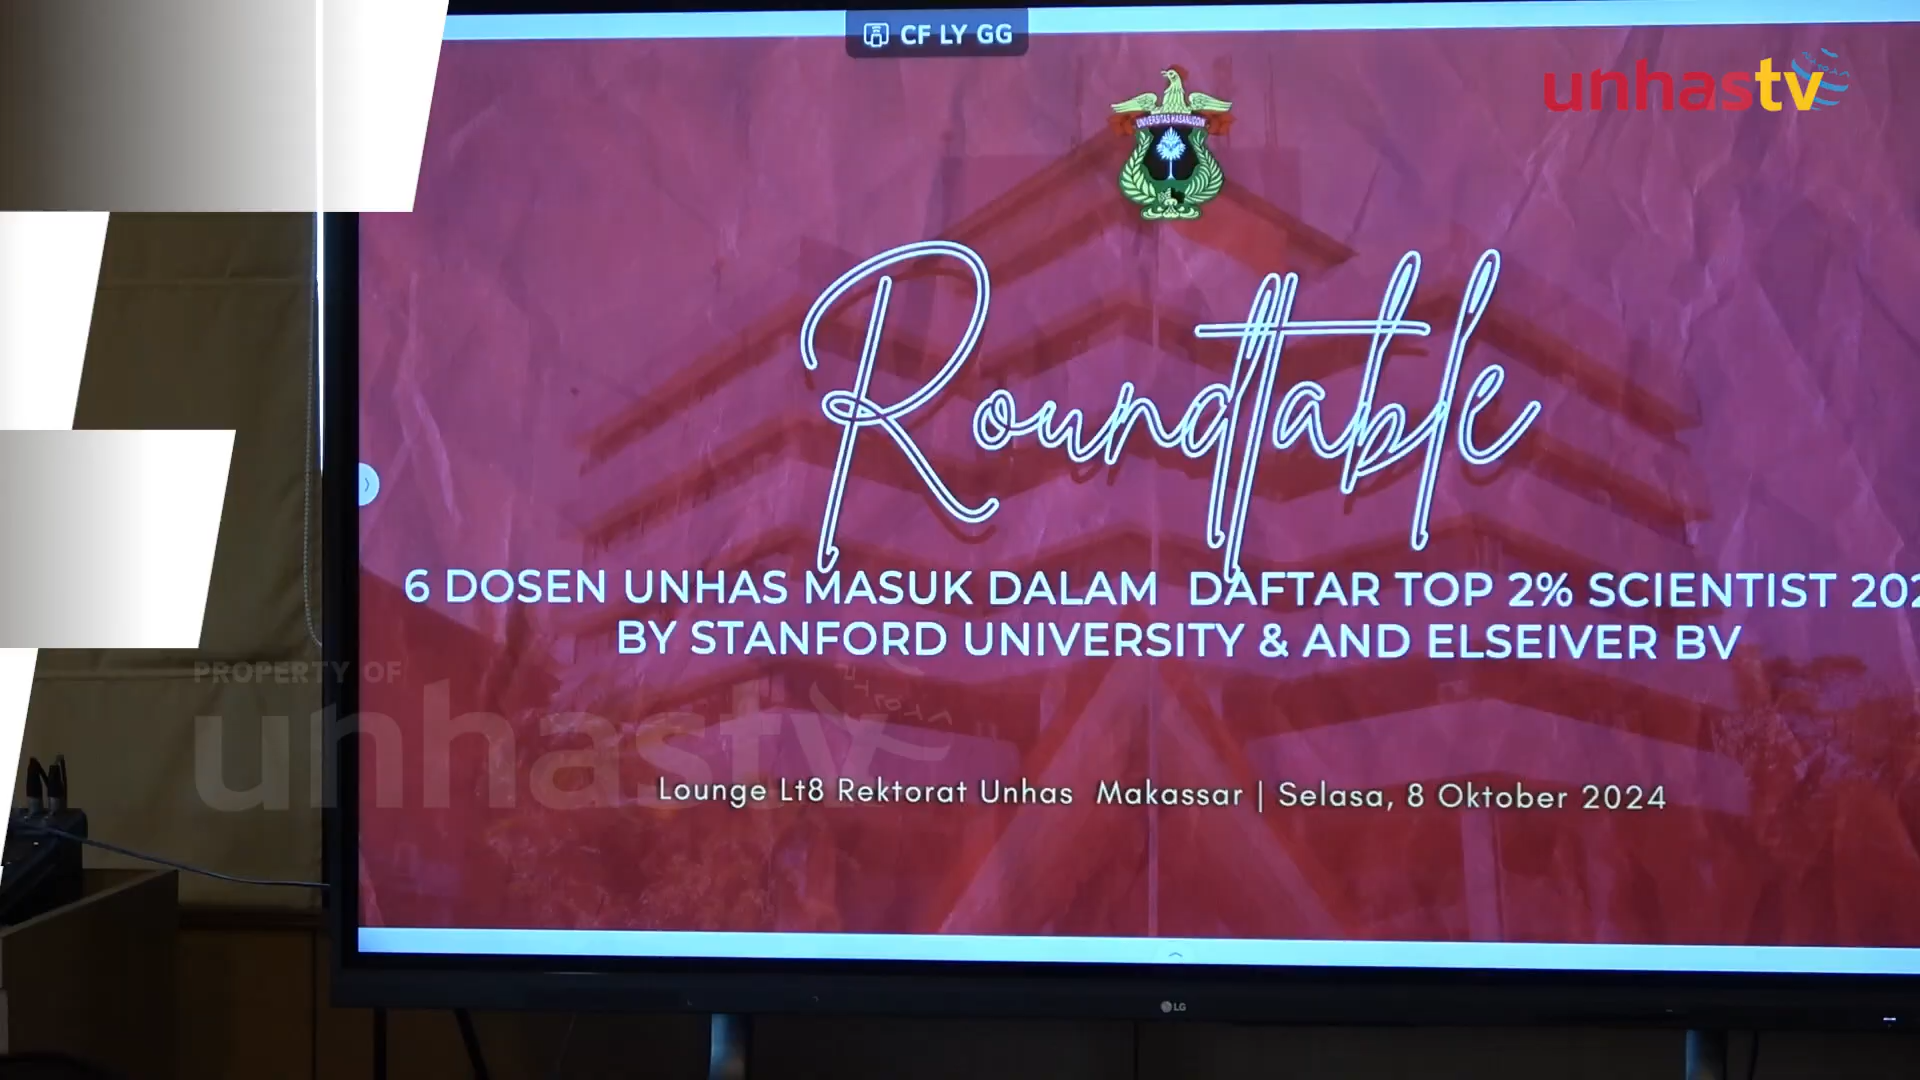 CF LY GG
unhastv
UNIVERSITAS HASANUDDIN
Roundtable
6 DOSEN UNHAS MASUK DALAM DAFTAR TOP 2% SCIENTIST 202
BY STANFORD UNIVERSITY & AND ELSEIVER BV
PROPERTY OF
unhastv
Lounge Lt8 Rektorat Unhas Makassar | Selasa, 8 Oktober 2024
LG